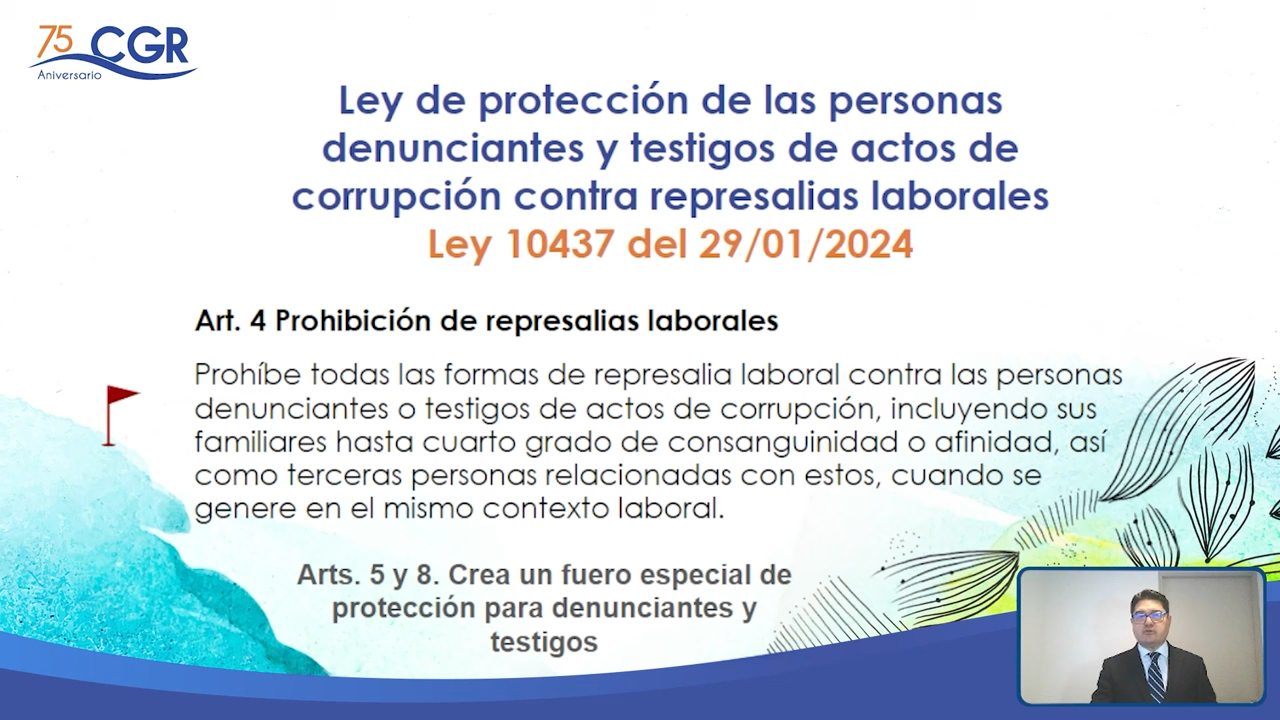 75 CGR
Aniversario
Ley de protección de las personas
denunciantes y testigos de actos de
corrupción contra represalias laborales
Ley 10437 del 29/01/2024
Art. 4 Prohibición de represalias laborales
Prohíbe todas las formas de represalia laboral contra las personas
denunciantes o testigos de actos de corrupción, incluyendo sus
familiares hasta cuarto grado de consanguinidad o afinidad, así
como terceras personas relacionadas con estos, cuando se
genere en el mismo contexto laboral.
Arts. 5 y 8. Crea un fuero especial de
protección para denunciantes y
testigos